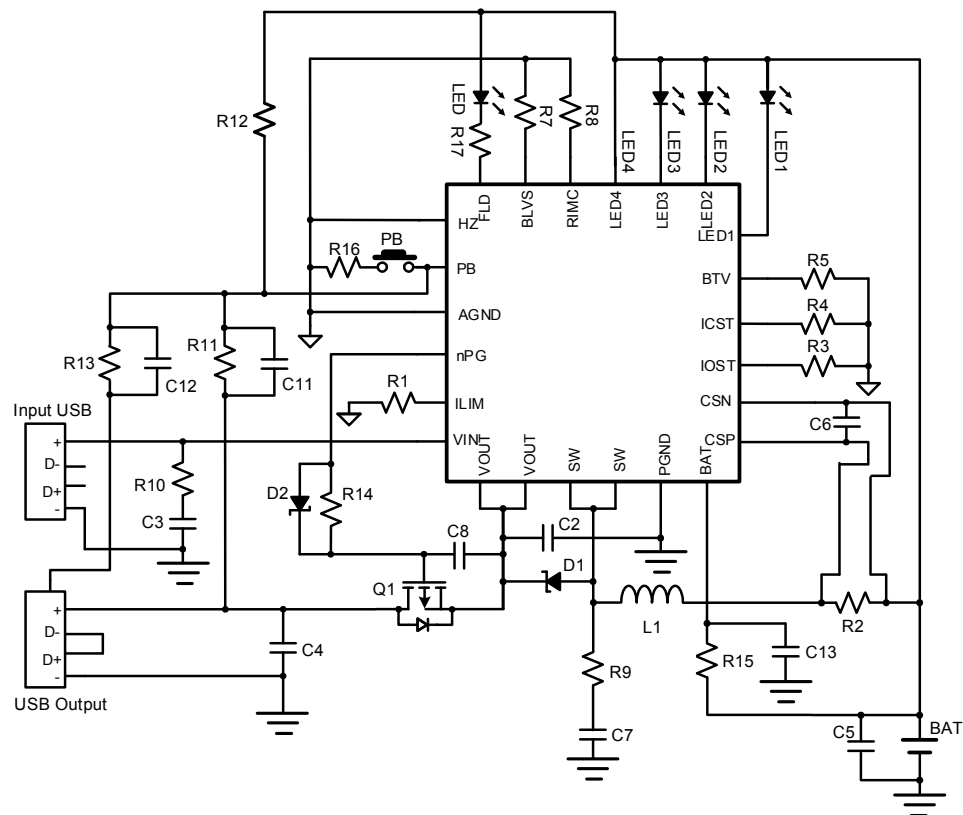 R12
LED
R17
R7
R8
LED4
LED3
LED2
LED1
FLD
BLVS
RIMC
LED4
LED3
LED2
LED1
HZ
R16
PB
PB
BTV
R5
AGND
ICST
R4
R13
C12
R11
C11
nPG
IOST
R3
R1
ILIM
CSN
C6
Input USB
+
D-
D+
-
VIN
VOUT
VOUT
SW
SW
PGND
BAT
CSP
R10
C3
D2
R14
C8
C2
D1
Q1
+
D-
D+
-
USB Output
C4
L1
R2
R9
R15
C13
C7
C5
BAT